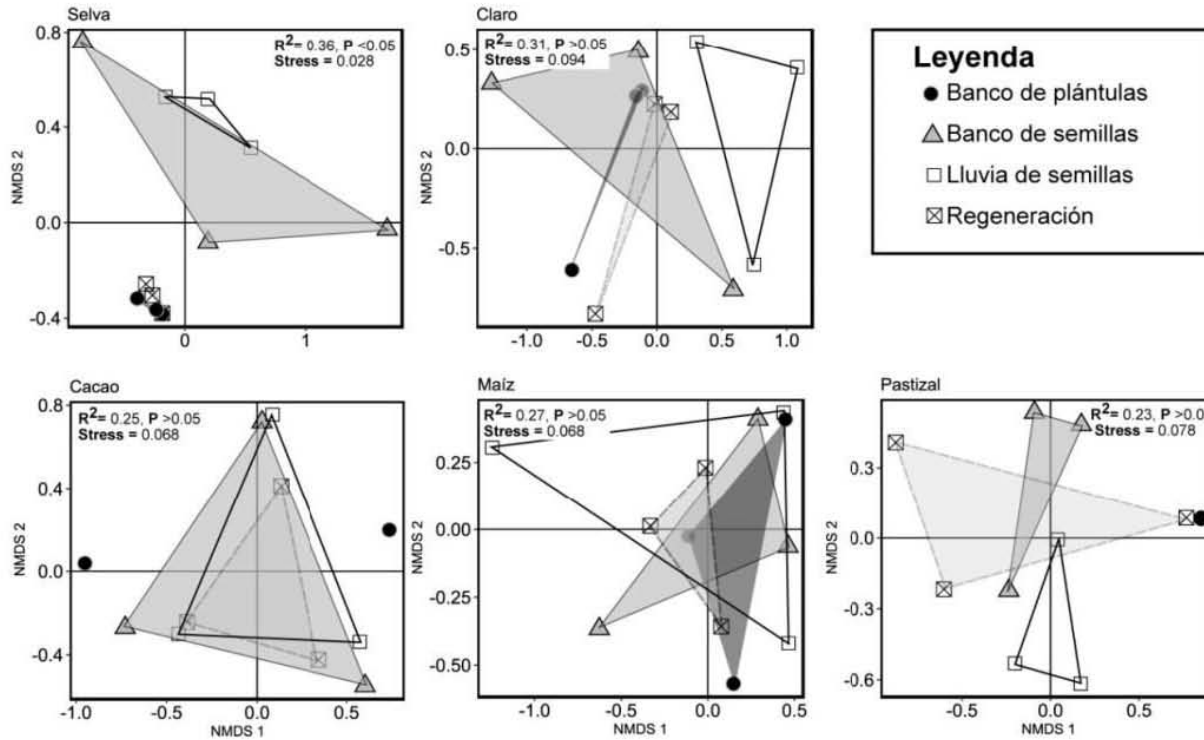 Selva
R²= 0.36, P <0.05
Stress = 0.028
0.8
0.4
0.0
-0.4
NMDS 2
0
1
Claro
R²= 0.31, P >0.05
Stress = 0.094
0.5
0.0
-0.5
NMDS 2
-1.0
-0.5
0.0
0.5
1.0
Leyenda
Banco de plántulas
Banco de semillas
Lluvia de semillas
Regeneración
Cacao
R²= 0.25, P >0.05
Stress = 0.068
0.8
0.4
0.0
-0.4
NMDS 2
-1.0
-0.5
0.0
0.5
NMDS 1
Maíz
R²= 0.27, P >0.05
Stress = 0.068
0.25
0.00
-0.25
-0.50
NMDS 2
-1.0
-0.5
0.0
0.5
NMDS 1
Pastizal
R²= 0.23, P >0.0
Stress = 0.078
0.3
0.0
-0.3
-0.6
NMDS 2
-0.5
0.0
0.5
NMDS 1